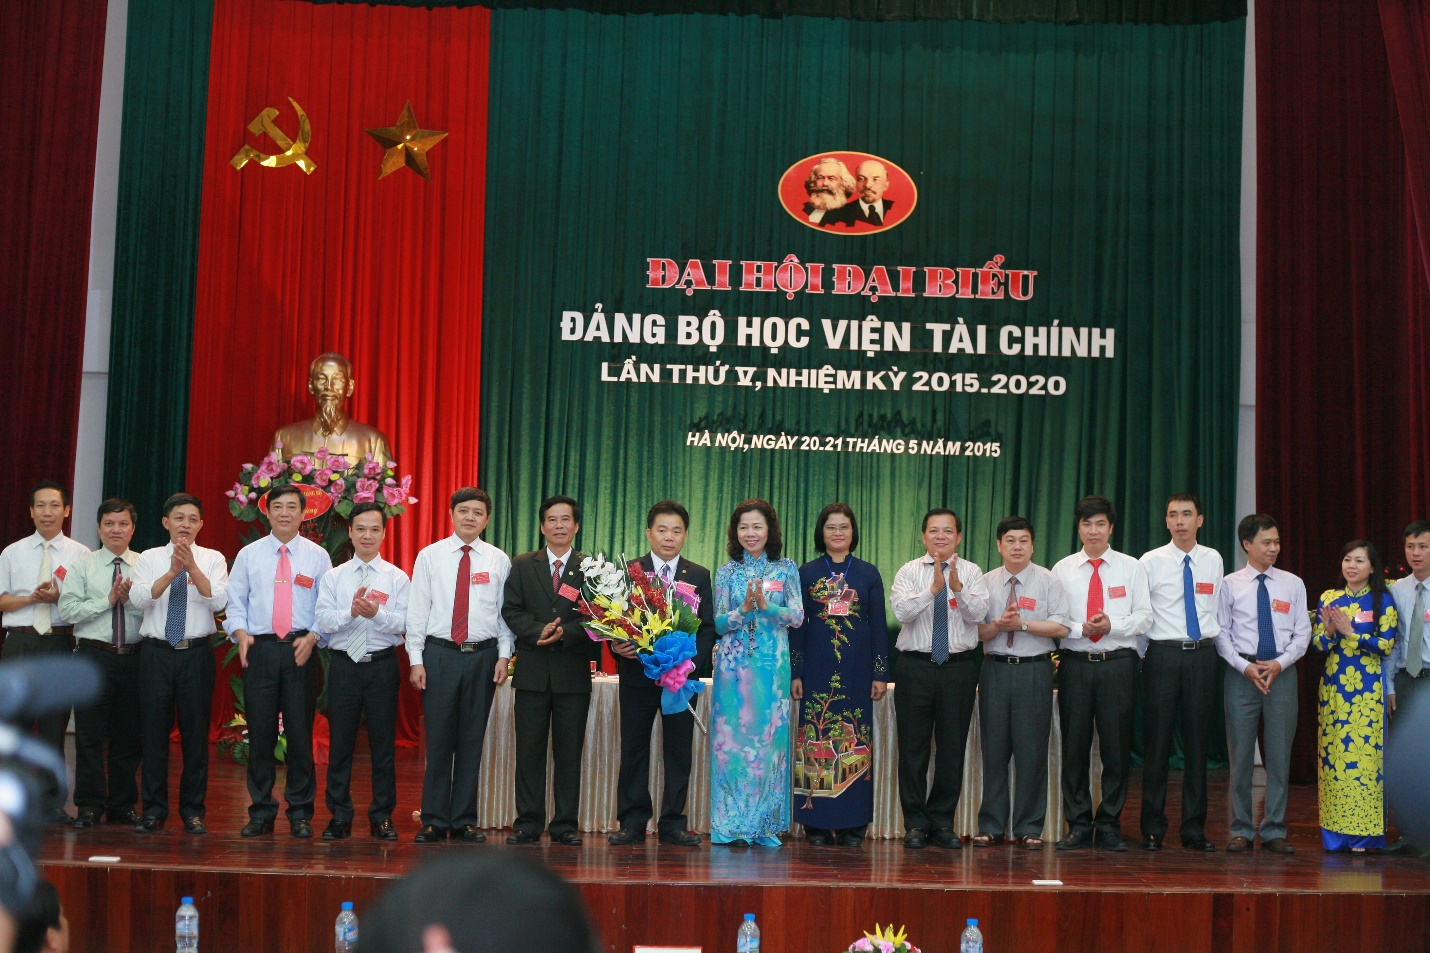 ĐẠI HỘI ĐẠI BIỂU
ĐẢNG BỘ HỌC VIỆN TÀI CHÍNH
LẦN THỨ V, NHIỆM KỲ 2015.2020
HÀ NỘI, NGÀY 20.21 THÁNG 5 NĂM 2015